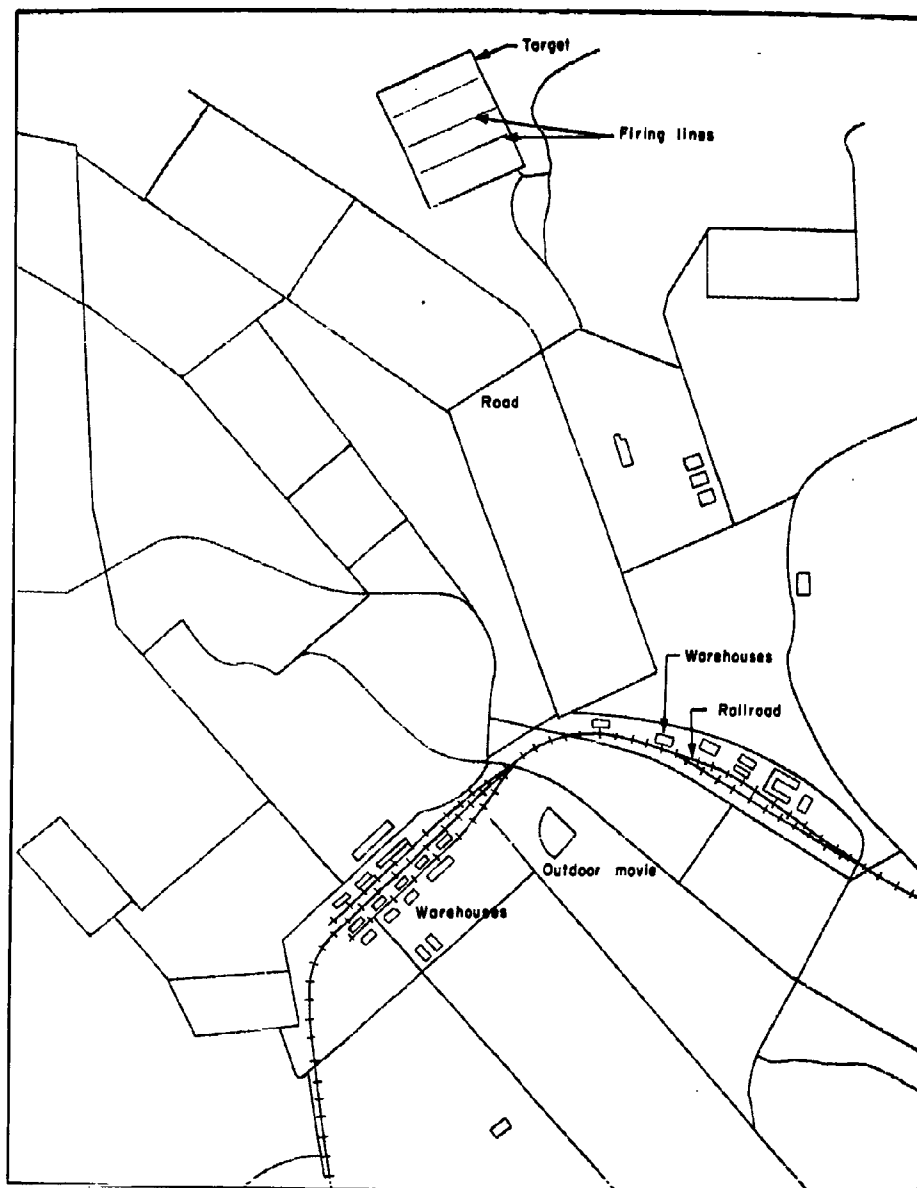 Target
Firing lines
Road
Warehouses
Railroad
Outdoor movie
Warehouses